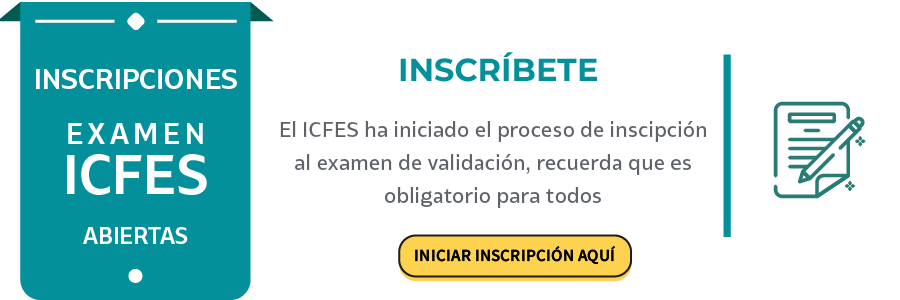 INSCRIPCIONES
EXAMEN
ICFES
ABIERTAS
INSCRÍBETE
El ICFES ha iniciado el proceso de inscipción
al examen de validación, recuerda que es
obligatorio para todos
INICIAR INSCRIPCIÓN AQUÍ